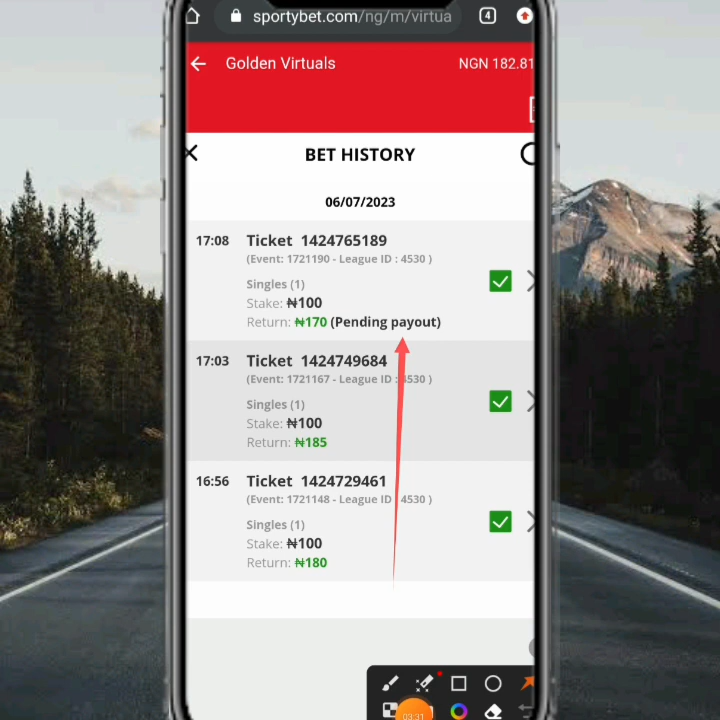 sportybet.com/ng/m/virtua
4
Golden Virtuals
NGN 182.81
BET HISTORY
06/07/2023
17:08
Ticket 1424765189
(Event: 1721190 - League ID : 4530 )
Singles (1)
Stake: ₦100
Return: ₦170 (Pending payout)
17:03
Ticket 1424749684
(Event: 1721167 - League ID : 4530 )
Singles (1)
Stake: ₦100
Return: ₦185
16:56
Ticket 1424729461
(Event: 1721148 - League ID : 4530 )
Singles (1)
Stake: ₦100
Return: ₦180
03:31